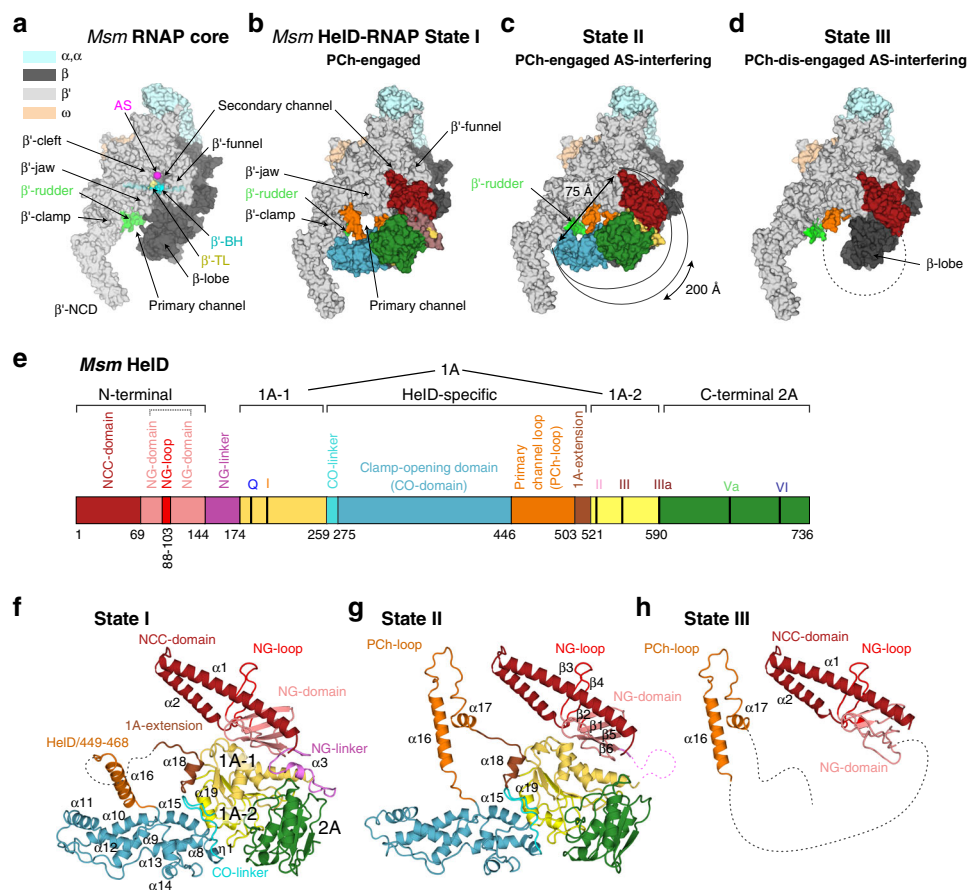 a
Msm RNAP core
α,α
β
β'
ω
AS
β'-cleft
β'-jaw
β'-rudder
β'-clamp
β'-NCD
β'-funnel
β'-BH
β'-TL
β-lobe
Primary channel
b
Msm HelD-RNAP State I
PCh-engaged
Secondary channel
β'-funnel
β'-jaw
β'-rudder
β'-clamp
Primary channel
c
State II
PCh-engaged AS-interfering
β'-rudder
75 Å
200 Å
d
State III
PCh-dis-engaged AS-interfering
β-lobe
e
Msm HelD
1A
N-terminal
1A-1
HelD-specific
1A-2
C-terminal 2A
NCC-domain
NG-domain
NG-loop
NG-domain
NG-linker
Q
I
CO-linker
Clamp-opening domain
(CO-domain)
Primary
channel loop
(PCh-loop)
1A-extension
II
III
IIIa
Va
VI
1
69
88-103
144
174
259
275
446
503
521
590
736
f
State I
NCC-domain
NG-loop
α1
α2
NG-domain
1A-extension
NG-linker
HelD/449-468
α16
α18
1A-1
α3
α11
α10
α15
α19
1A-2
2A
α12
α9
α8
η1
α13
CO-linker
α14
g
State II
PCh-loop
NG-loop
β3
β4
NG-domain
α17
β2
β1
α16
β5
β6
α18
α19
α15
h
State III
PCh-loop
NCC-domain
NG-loop
α1
α2
α17
α16
NG-domain